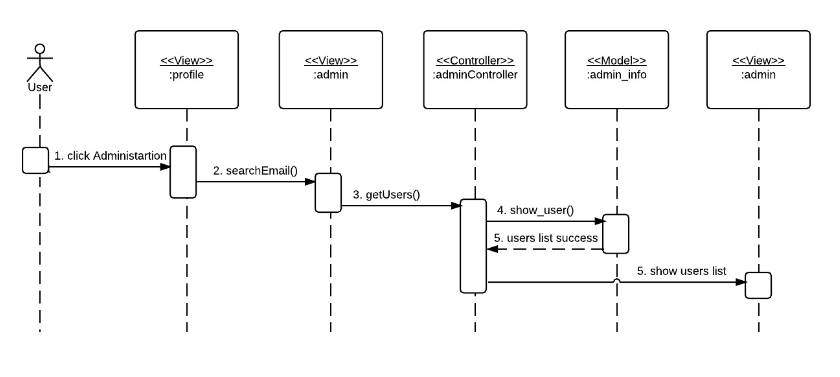 <<View>>
:profile
<<View>>
:admin
<<Controller>>
:adminController
<<Model>>
:admin_info
<<View>>
:admin
User
1. click Administartion
2. searchEmail()
3. getUsers()
4. show_user()
5. users list success
5. show users list